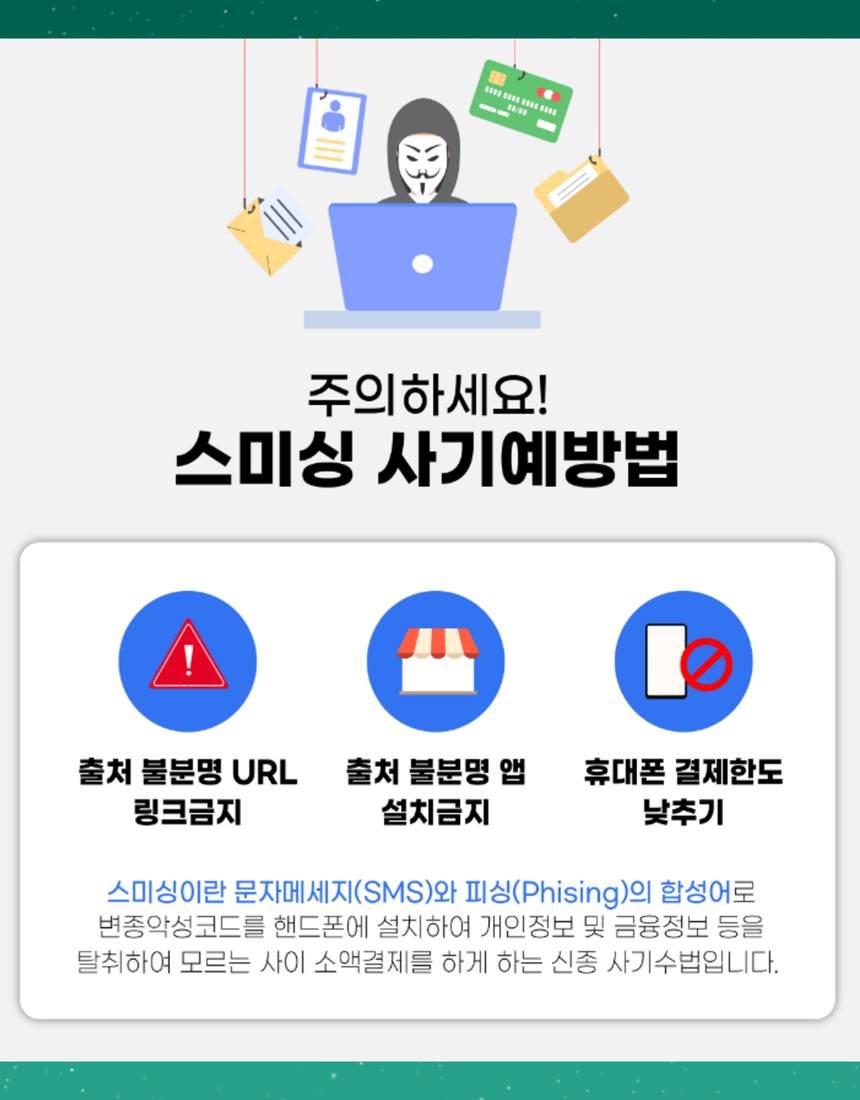 주의하세요!
스미싱 사기예방법
출처 불분명 URL
링크금지
출처 불분명 앱
설치금지
휴대폰 결제한도
낮추기
스미싱이란 문자메세지(SMS)와 피싱(Phising)의 합성어로
변종악성코드를 핸드폰에 설치하여 개인정보 및 금융정보 등을
탈취하여 모르는 사이 소액결제를 하게 하는 신종 사기수법입니다.